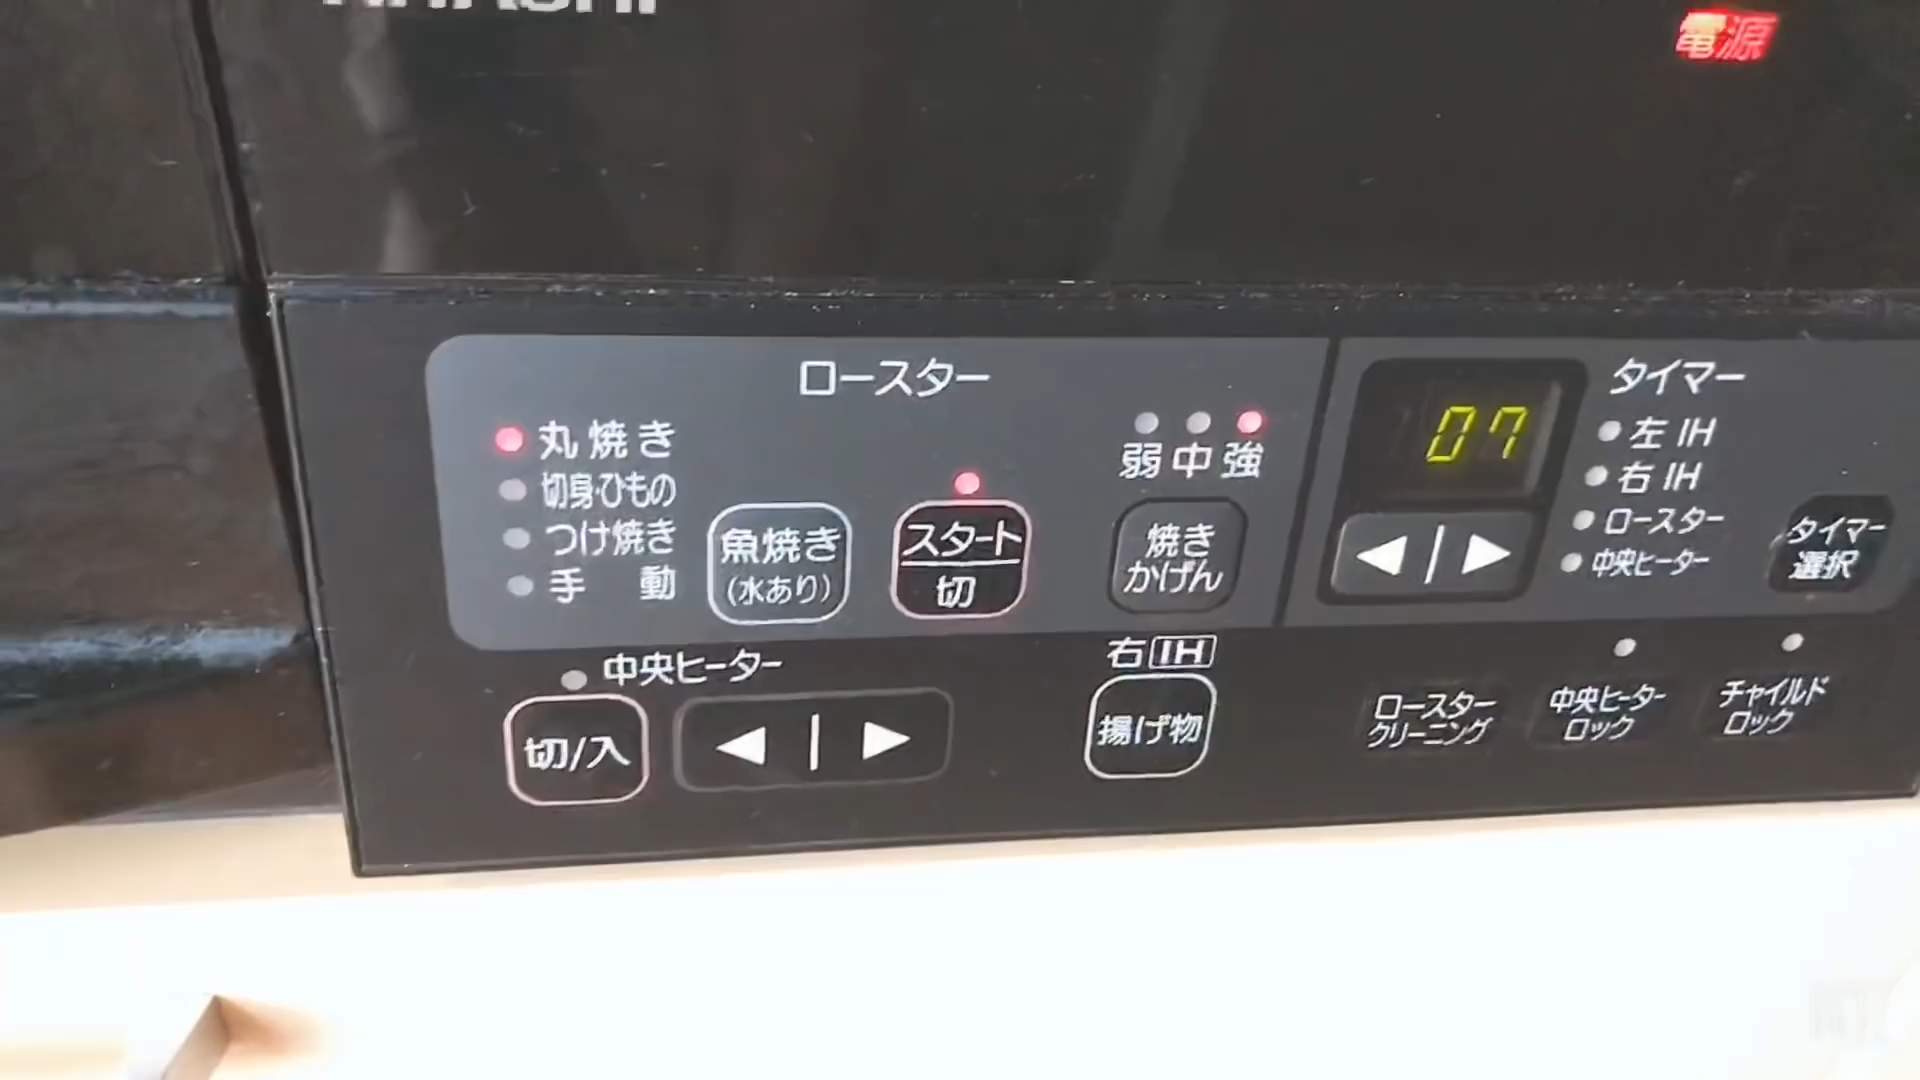 電源
ロースター
丸焼き
切身・ひもの
つけ焼き
手 動
魚焼き
(水あり)
スタート
切
弱 中 強
焼き
かげん
07
タイマー
左 IH
右 IH
ロースター
中央ヒーター
タイマー
選択
中央ヒーター
切/入
右 IH
揚げ物
ロースター
クリーニング
中央ヒーター
ロック
チャイルド
ロック